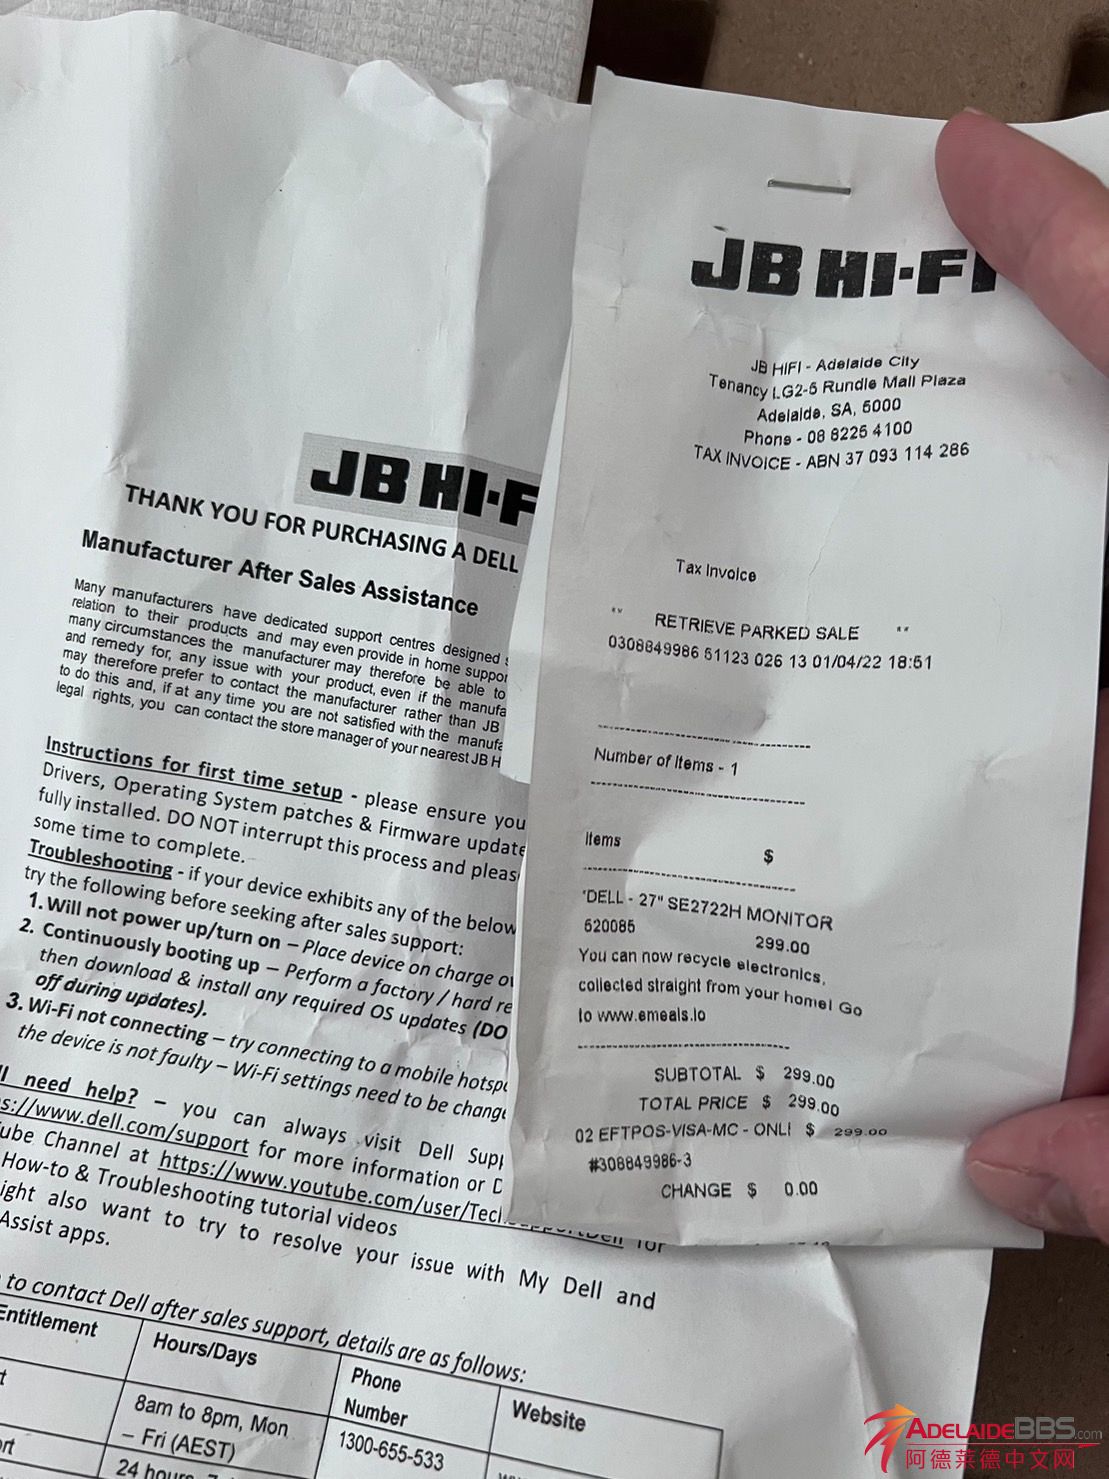 JB HI-FI
JB HIFI - Adelaide City
Tenancy LG2-5 Rundle Mall Plaza
Adelaide, SA, 5000
Phone - 08 8225 4100
TAX INVOICE - ABN 37 093 114 286
Tax Invoice
** RETRIEVE PARKED SALE **
0308849986 51123 026 13 01/04/22 18:51
Number of Items - 1
Items $
"DELL - 27" SE2722H MONITOR
520085 299.00
You can now recycle electronics,
collected straight from your home! Go
to www.emeals.io
SUBTOTAL $ 299.00
TOTAL PRICE $ 299.00
02 EFTPOS-VISA-MC - ONLI $ 299.00
#308849986-3
CHANGE $ 0.00
JB HI-F
THANK YOU FOR PURCHASING A DELL
Manufacturer After Sales Assistance
Many manufacturers have dedicated support centres designed
relation to their products and may even provide in home suppor
many circumstances the manufacturer may therefore be able to
and remedy for, any issue with your product, even if the manufa
may therefore prefer to contact the manufacturer rather than JB
to do this and, if at any time you are not satisfied with the manufa
legal rights, you can contact the store manager of your nearest JB H
Instructions for first time setup - please ensure you
Drivers, Operating System patches & Firmware update
fully installed. DO NOT interrupt this process and pleas
some time to complete.
Troubleshooting - if your device exhibits any of the below
try the following before seeking after sales support:
1. Will not power up/turn on – Place device on charge ov
2. Continuously booting up – Perform a factory / hard re
then download & install any required OS updates (DO
off during updates).
3. Wi-Fi not connecting – try connecting to a mobile hotsp
the device is not faulty – Wi-Fi settings need to be change
ll need help? – you can always visit Dell Supp
s://www.dell.com/support for more information or D
ube Channel at https://www.youtube.com/user/TechSupportDell for
How-to & Troubleshooting tutorial videos
ight also want to try to resolve your issue with My Dell and
Assist apps.
to contact Dell after sales support, details are as follows:
Entitlement Hours/Days Phone Number Website
rt 8am to 8pm, Mon – Fri (AEST) 1300-655-533
ort 24 hours
ADELAIDEBBS.com
阿德莱德中文网